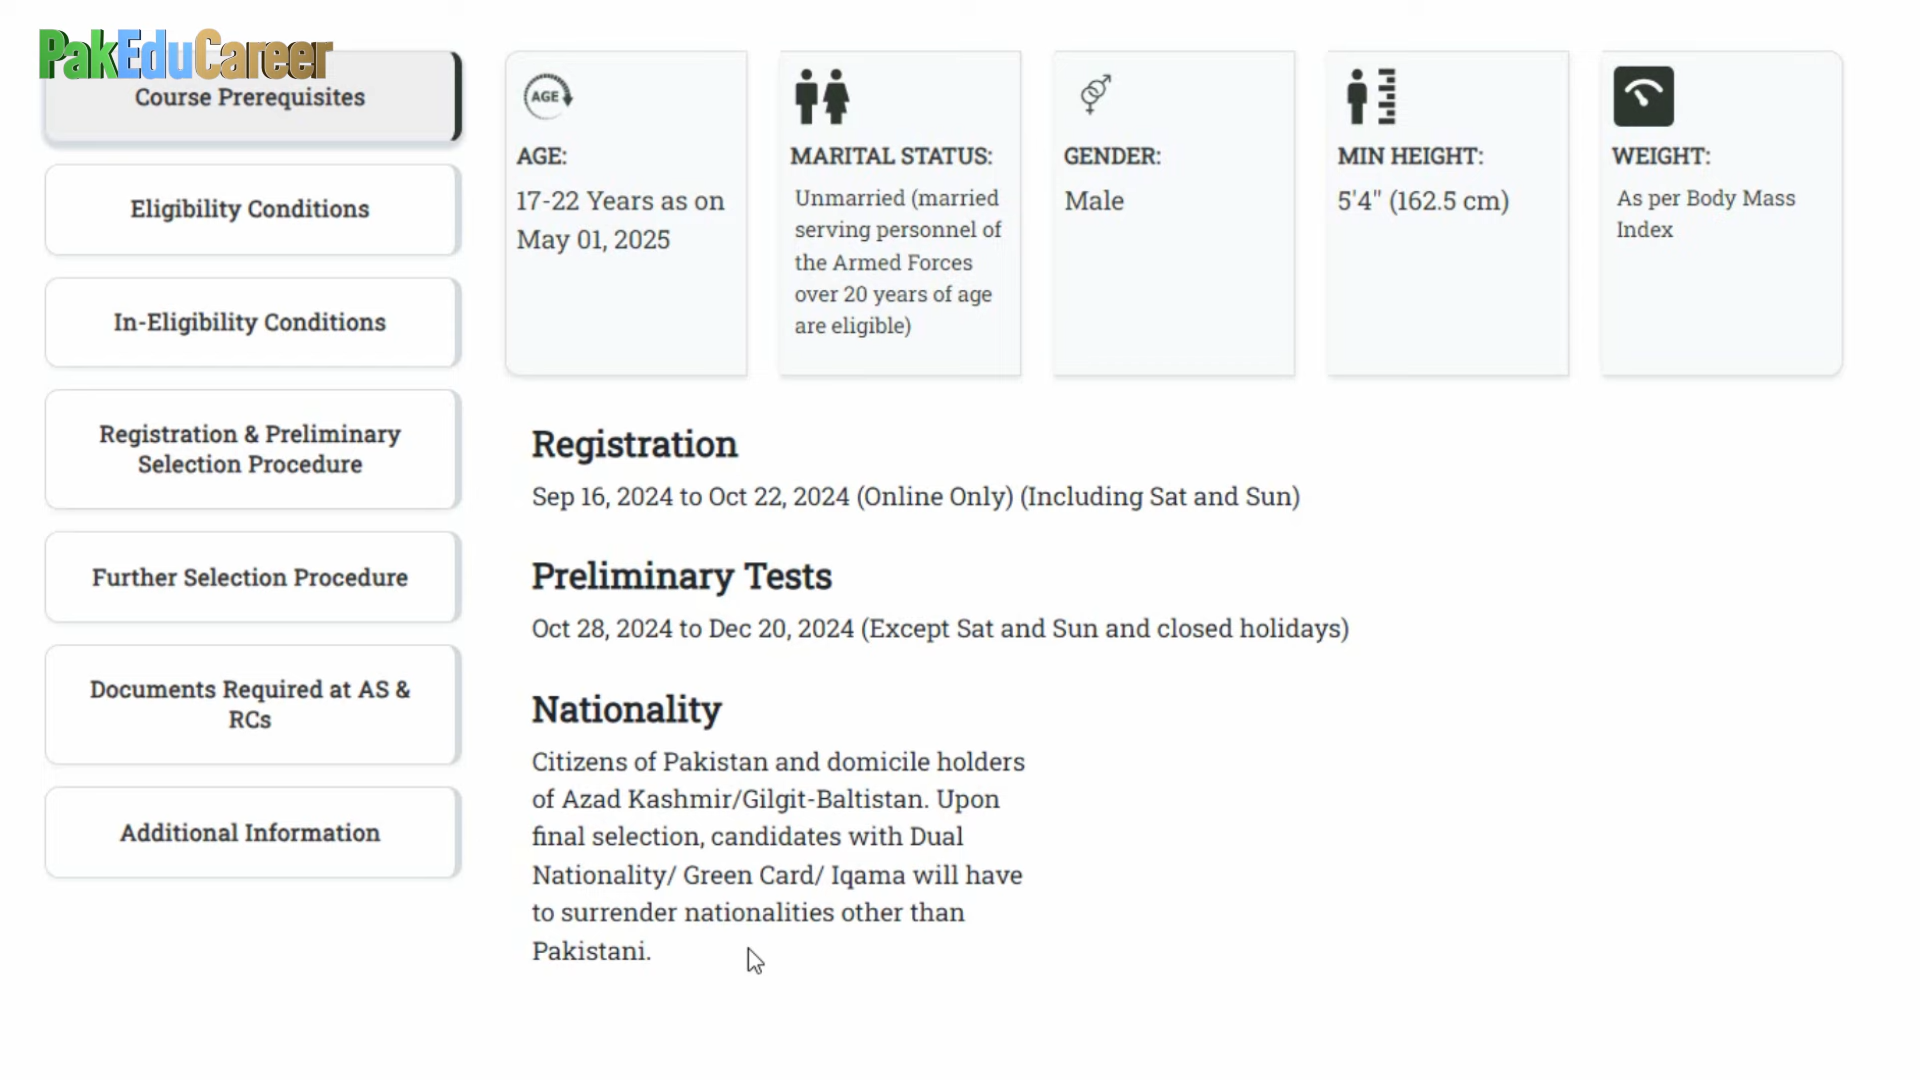 PakEduCareer
Course Prerequisites
Eligibility Conditions
In-Eligibility Conditions
Registration & Preliminary
Selection Procedure
Further Selection Procedure
Documents Required at AS &
RCs
Additional Information
AGE
AGE:
17-22 Years as on
May 01, 2025
MARITAL STATUS:
Unmarried (married
serving personnel of
the Armed Forces
over 20 years of age
are eligible)
GENDER:
Male
MIN HEIGHT:
5'4" (162.5 cm)
WEIGHT:
As per Body Mass
Index
Registration
Sep 16, 2024 to Oct 22, 2024 (Online Only) (Including Sat and Sun)
Preliminary Tests
Oct 28, 2024 to Dec 20, 2024 (Except Sat and Sun and closed holidays)
Nationality
Citizens of Pakistan and domicile holders
of Azad Kashmir/Gilgit-Baltistan. Upon
final selection, candidates with Dual
Nationality/ Green Card/ Iqama will have
to surrender nationalities other than
Pakistani.